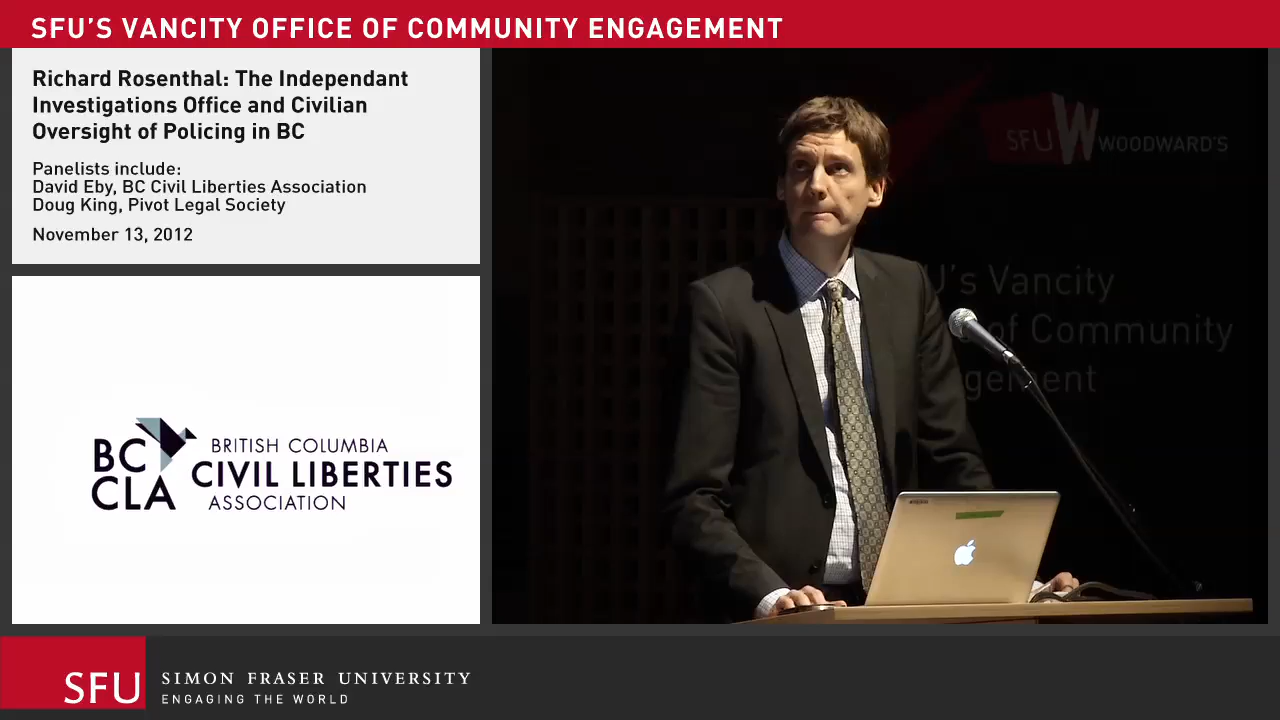 SFU'S VANCITY OFFICE OF COMMUNITY ENGAGEMENT
Richard Rosenthal: The Independant
Investigations Office and Civilian
Oversight of Policing in BC
Panelists include:
David Eby, BC Civil Liberties Association
Doug King, Pivot Legal Society
November 13, 2012
BC
CLA
BRITISH COLUMBIA
CIVIL LIBERTIES
ASSOCIATION
SFU W WOODWARD'S
U's Vancity
of Community
gement
SFU
SIMON FRASER UNIVERSITY
ENGAGING THE WORLD